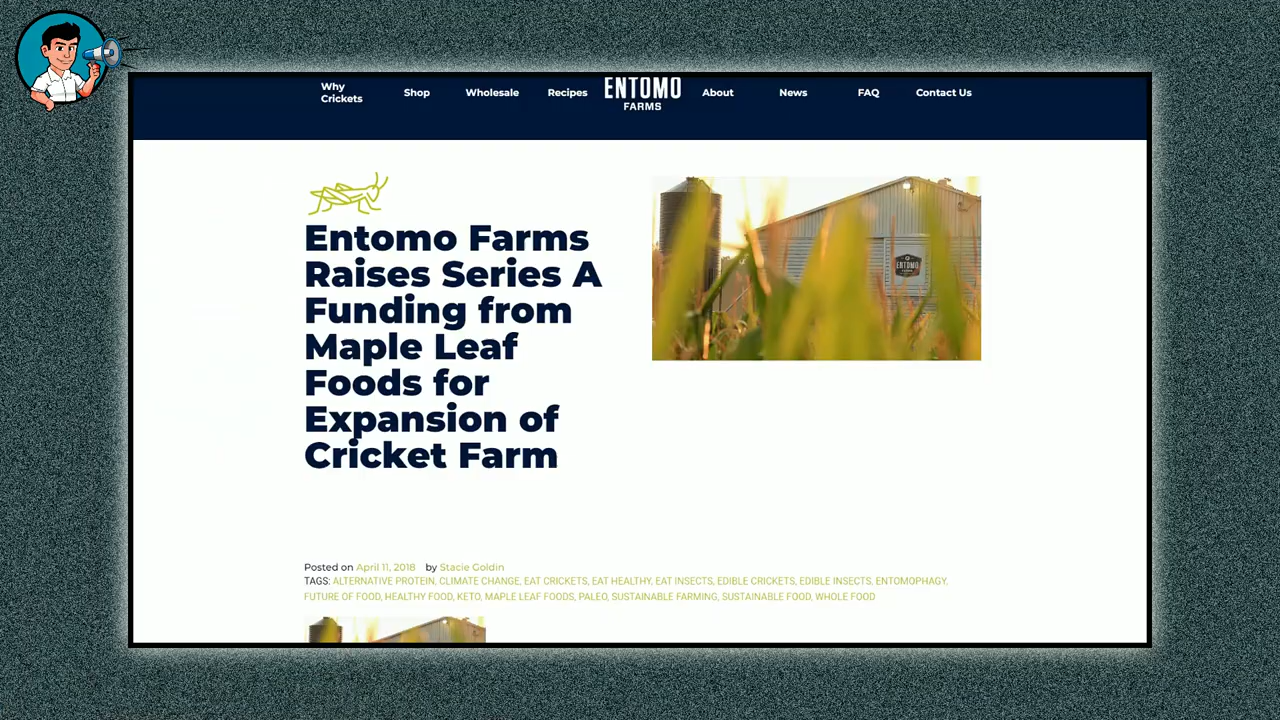 Why
Crickets
Shop
Wholesale
Recipes
ENTOMO
FARMS
About
News
FAQ
Contact Us
Entomo Farms
Raises Series A
Funding from
Maple Leaf
Foods for
Expansion of
Cricket Farm
ENTOMO
FARMS
Posted on April 11, 2018 by Stacie Goldin
TAGS: ALTERNATIVE PROTEIN, CLIMATE CHANGE, EAT CRICKETS, EAT HEALTHY, EAT INSECTS, EDIBLE CRICKETS, EDIBLE INSECTS, ENTOMOPHAGY,
FUTURE OF FOOD, HEALTHY FOOD, KETO, MAPLE LEAF FOODS, PALEO, SUSTAINABLE FARMING, SUSTAINABLE FOOD, WHOLE FOOD